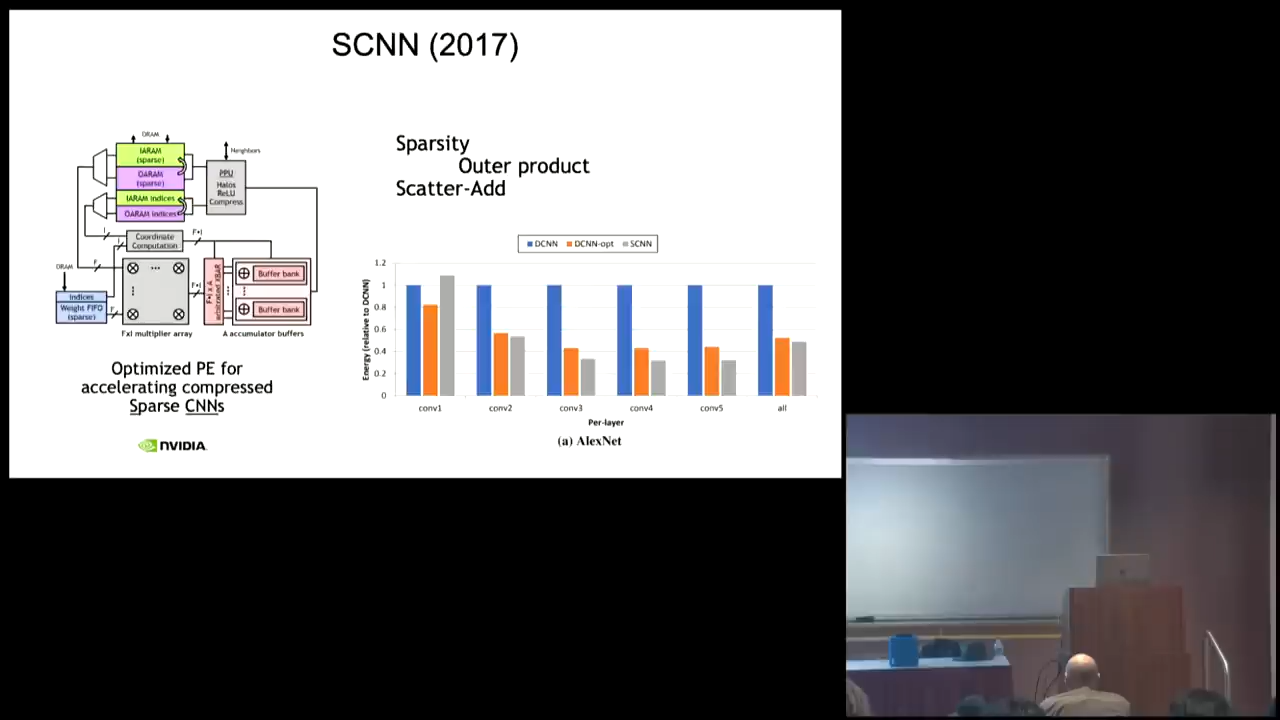 SCNN (2017)
DRAM
IARAM
(sparse)
OARAM
(sparse)
IARAM indices
OARAM indices
Neighbors
PPU
Halos
ReLU
Compress
Coordinate
Computation
I
I
F*I
DRAM
F
F
F*I
Indices
Weight FIFO
(sparse)
...
F*I x A
arbitrated XBAR
Buffer bank
Buffer bank
FxI multiplier array
A accumulator buffers
Optimized PE for
accelerating compressed
Sparse CNNs
NVIDIA
Sparsity
Outer product
Scatter-Add
DCNN DCNN-opt SCNN
Energy (relative to DCNN)
1.2
1
0.8
0.6
0.4
0.2
0
conv1 conv2 conv3 conv4 conv5 all
Per-layer
(a) AlexNet